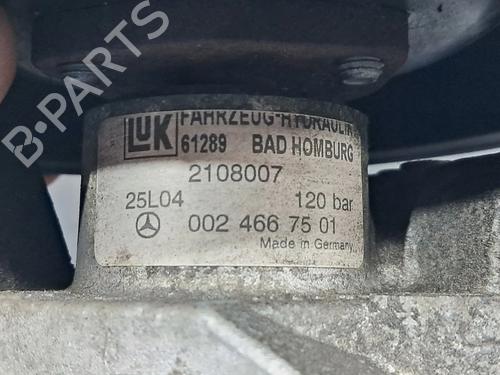 LUK FAHRZEUG-HYDRAULIK
61289 BAD HOMBURG
2108007
25L04 120 bar
002 466 75 01
Made in Germany
B-PARTS